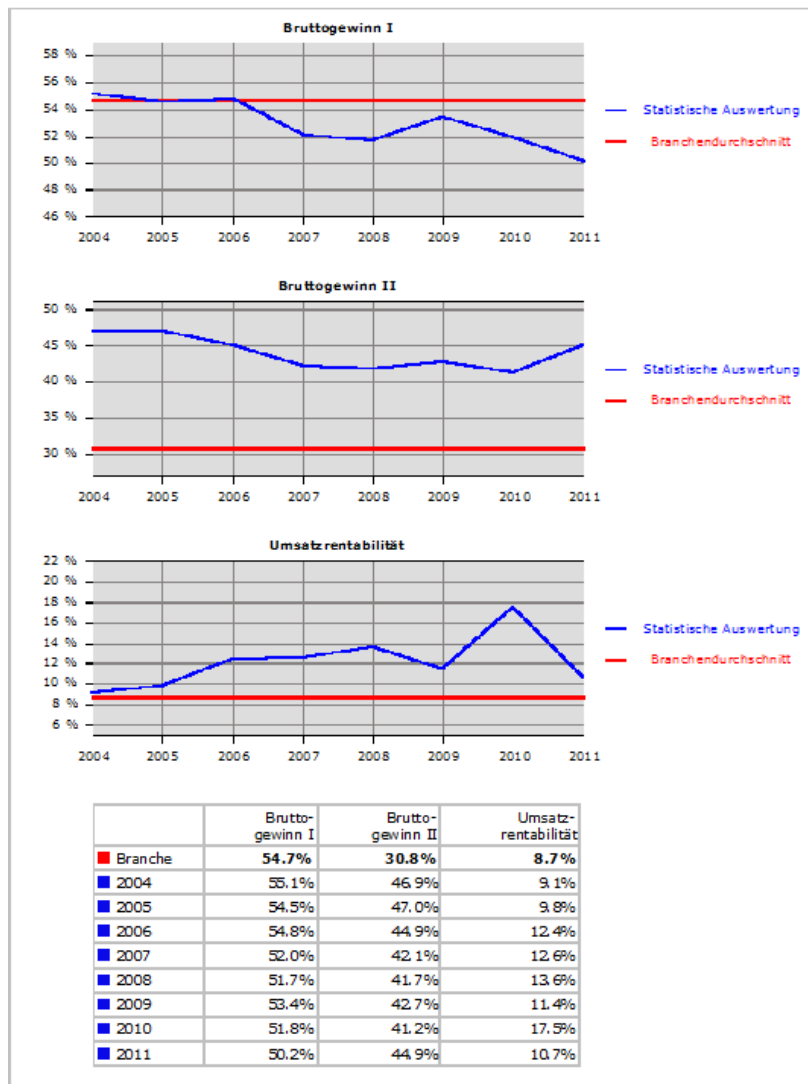 Bruttogewinn I
58 %
56 %
54 %
52 %
50 %
48 %
46 %
2004 2005 2006 2007 2008 2009 2010 2011
Statistische Auswertung
Branchendurchschnitt
Bruttogewinn II
50 %
45 %
40 %
35 %
30 %
2004 2005 2006 2007 2008 2009 2010 2011
Statistische Auswertung
Branchendurchschnitt
Umsatzrentabilität
22 %
20 %
18 %
16 %
14 %
12 %
10 %
8 %
6 %
2004 2005 2006 2007 2008 2009 2010 2011
Statistische Auswertung
Branchendurchschnitt
Brutto- Brutto- Umsatz-
gewinn I gewinn II rentabilität
Branche 54.7% 30.8% 8.7%
2004 55.1% 46.9% 9.1%
2005 54.5% 47.0% 9.8%
2006 54.8% 44.9% 12.4%
2007 52.0% 42.1% 12.6%
2008 51.7% 41.7% 13.6%
2009 53.4% 42.7% 11.4%
2010 51.8% 41.2% 17.5%
2011 50.2% 44.9% 10.7%